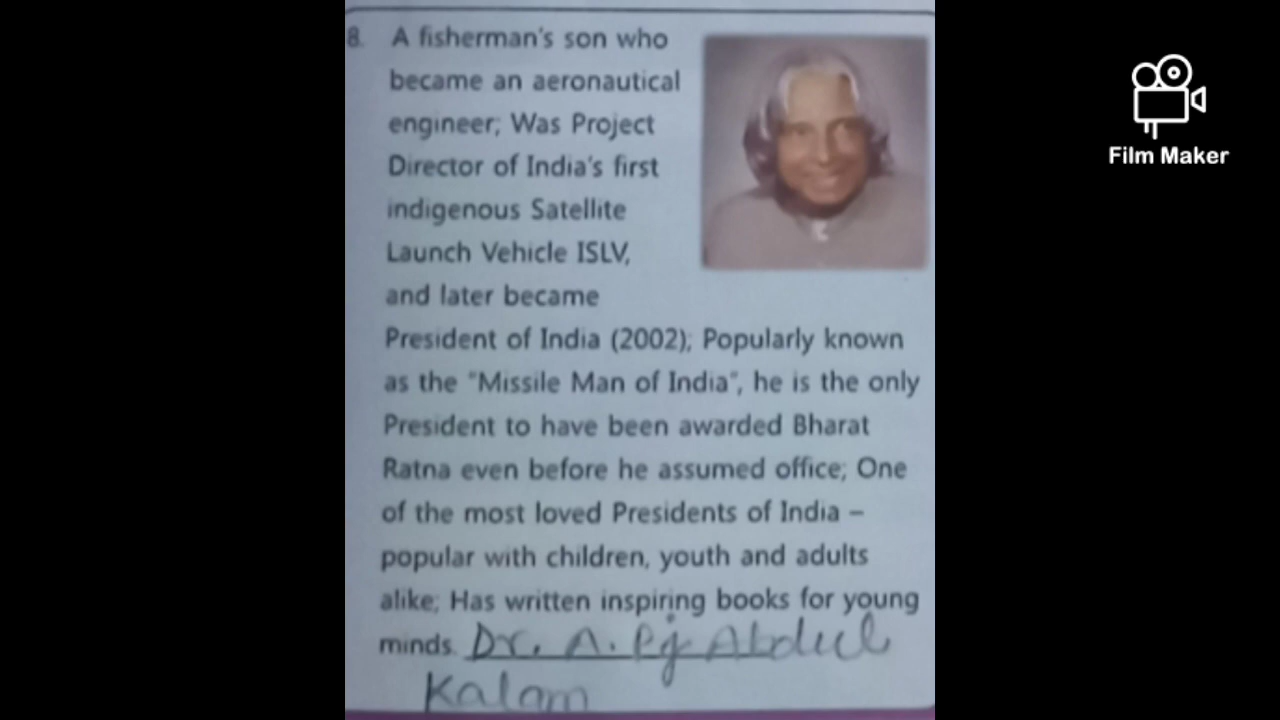 8. A fisherman's son who
became an aeronautical
engineer; Was Project
Director of India's first
indigenous Satellite
Launch Vehicle ISLV,
and later became
President of India (2002); Popularly known
as the "Missile Man of India", he is the only
President to have been awarded Bharat
Ratna even before he assumed office; One
of the most loved Presidents of India –
popular with children, youth and adults
alike; Has written inspiring books for young
minds. Dr. A. Pj Abdul
Kalam
Film Maker